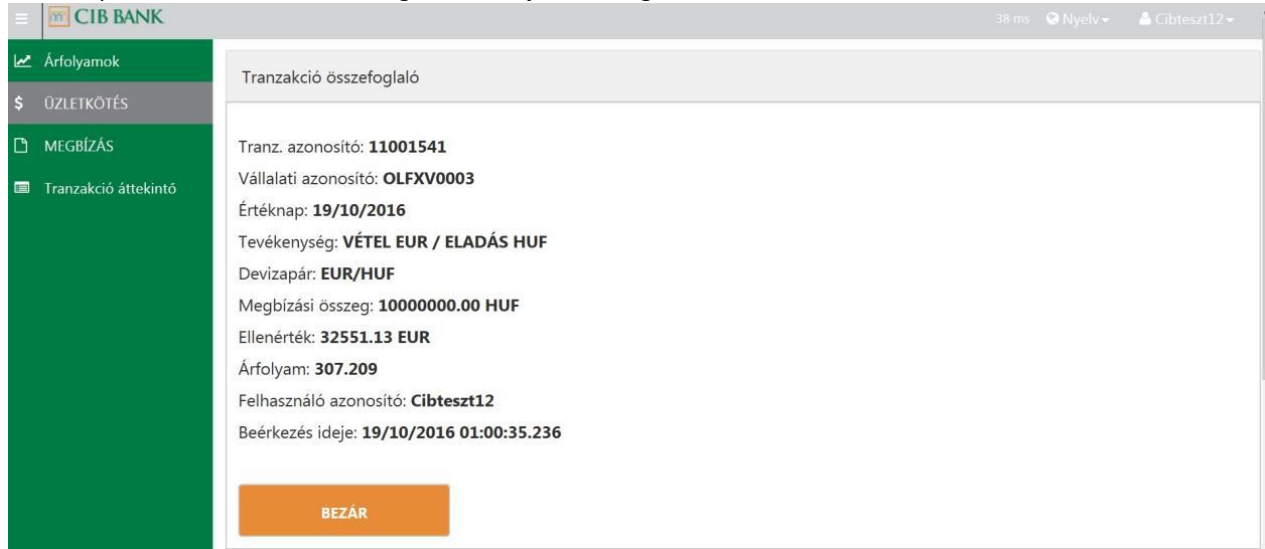 CIB BANK
38 ms Nyelv Cibteszt12
Árfolyamok
ÜZLETKÖTÉS
MEGBÍZÁS
Tranzakció áttekintő
Tranzakció összefoglaló
Tranz. azonosító: 11001541
Vállalati azonosító: OLFXV0003
Értéknap: 19/10/2016
Tevékenység: VÉTEL EUR / ELADÁS HUF
Devizapár: EUR/HUF
Megbízási összeg: 10000000.00 HUF
Ellenérték: 32551.13 EUR
Árfolyam: 307.209
Felhasználó azonosító: Cibteszt12
Beérkezés ideje: 19/10/2016 01:00:35.236
BEZÁR